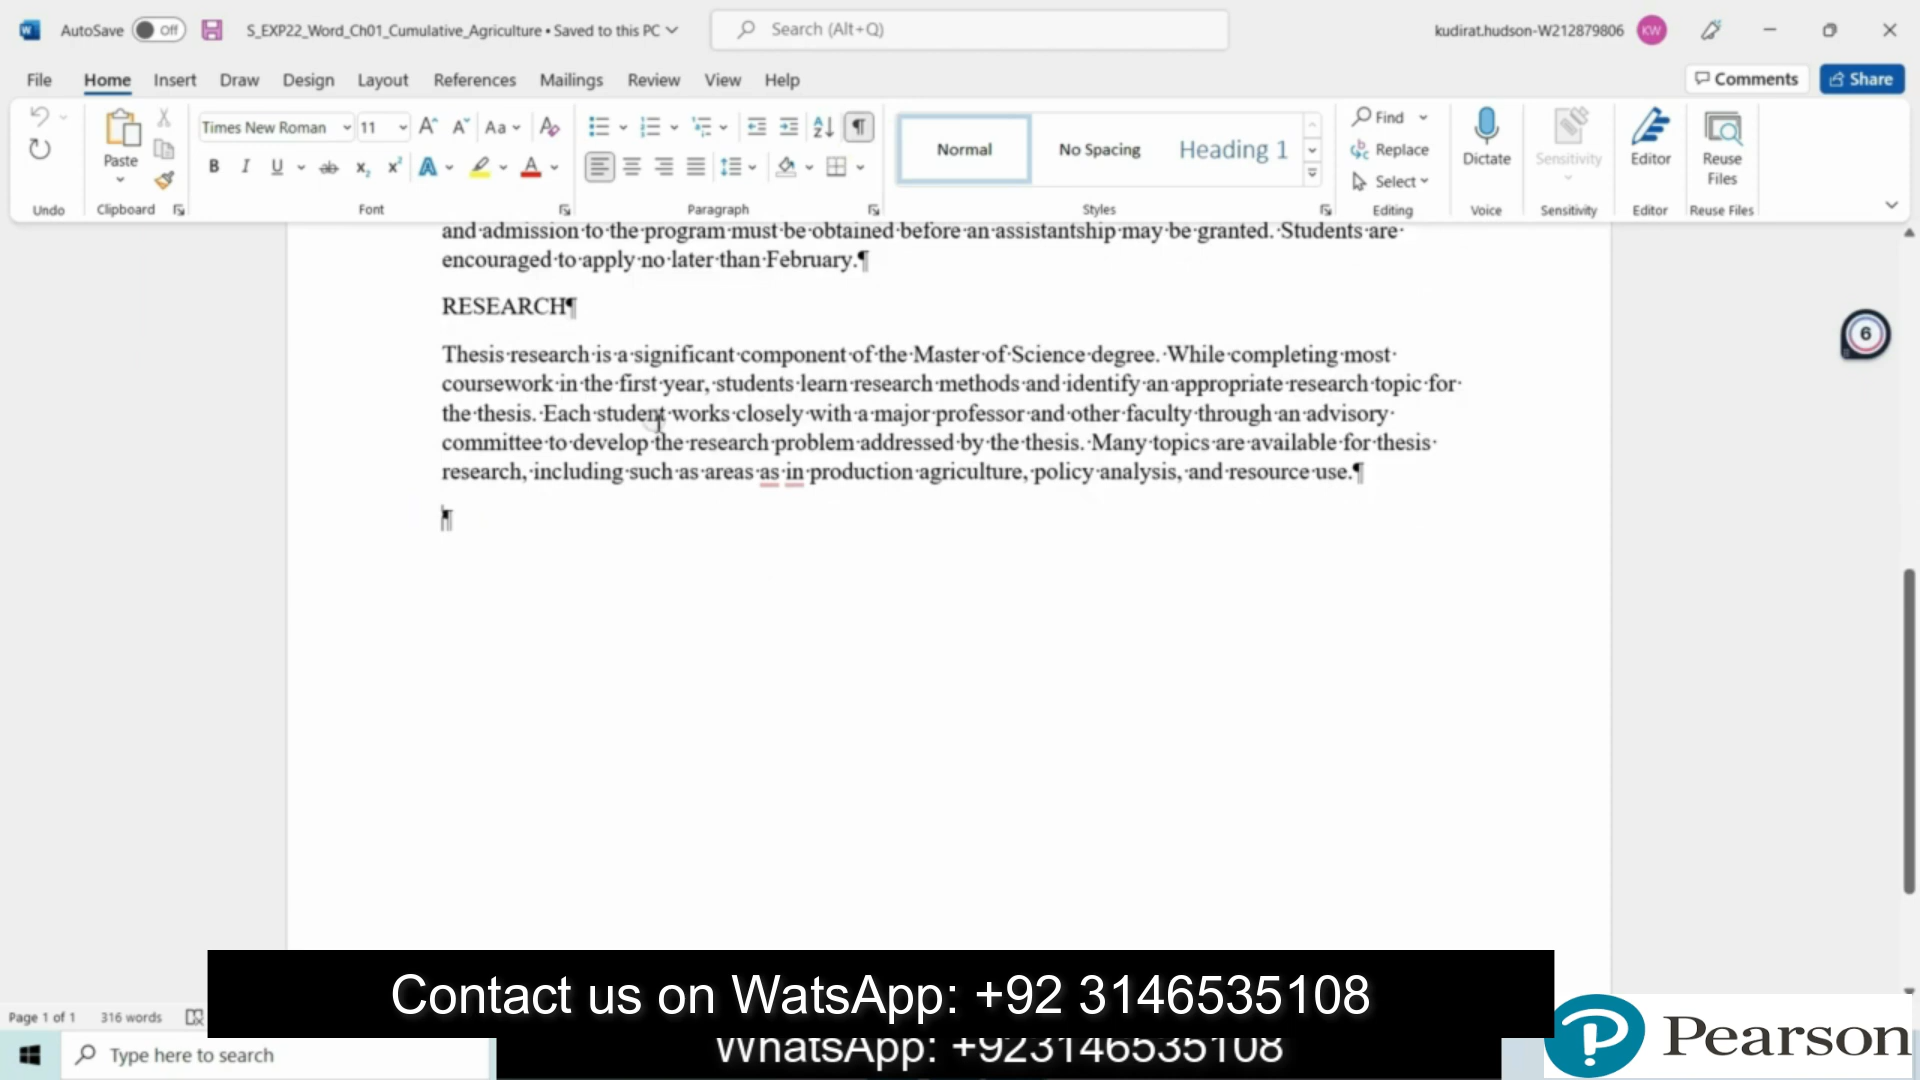 AutoSave Off S_EXP22_Word_Ch01_Cumulative_Agriculture • Saved to this PC Search (Alt+Q) kudirat.hudson-W212879806 KW
File Home Insert Draw Design Layout References Mailings Review View Help Comments Share
Times New Roman 11 Aa Find
Paste Normal No Spacing Heading 1 Replace Dictate Sensitivity Editor Reuse Files
B I U ab x₂ x² A A Select
Undo Clipboard Font Paragraph Styles Editing Voice Sensitivity Editor Reuse Files
and·admission·to·the·program·must·be·obtained·before·an·assistantship·may·be·granted.·Students·are·
encouraged·to·apply·no·later·than·February.¶
RESEARCH¶
6
Thesis·research·is·a·significant·component·of·the·Master·of·Science·degree.·While·completing·most·
coursework·in·the·first·year,·students·learn·research·methods·and·identify·an·appropriate·research·topic·for·
the·thesis.·Each·student·works·closely·with·a·major·professor·and·other·faculty·through·an·advisory·
committee·to·develop·the·research·problem·addressed·by·the·thesis.·Many·topics·are·available·for·thesis·
research,·including·such·as·areas·as·in·production·agriculture,·policy·analysis,·and·resource·use.¶
¶
Contact us on WatsApp: +92 3146535108
Page 1 of 1 316 words
Type here to search WhatsApp: +923146535108
P Pearson